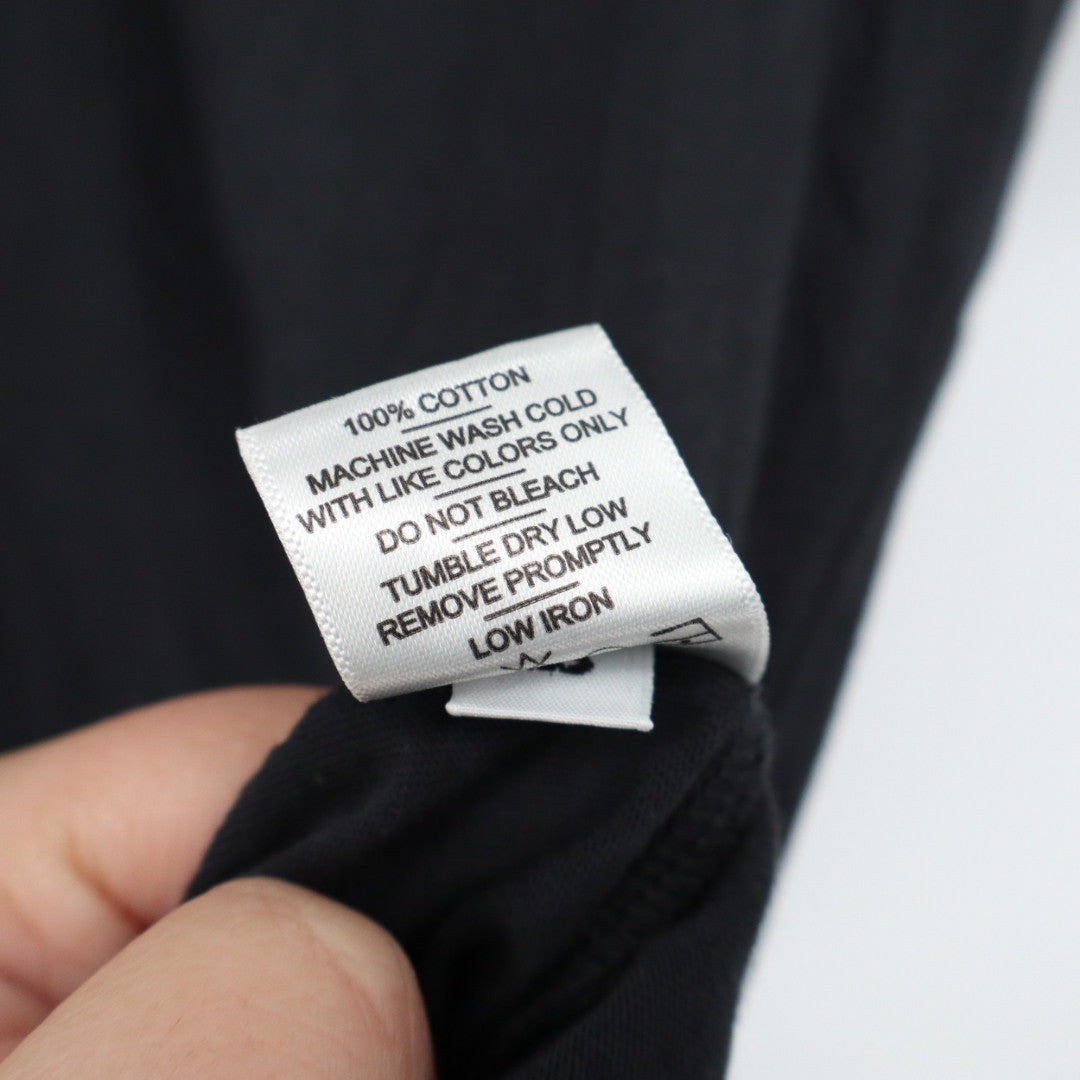 100% COTTON
MACHINE WASH COLD
WITH LIKE COLORS ONLY
DO NOT BLEACH
TUMBLE DRY LOW
REMOVE PROMPTLY
LOW IRON